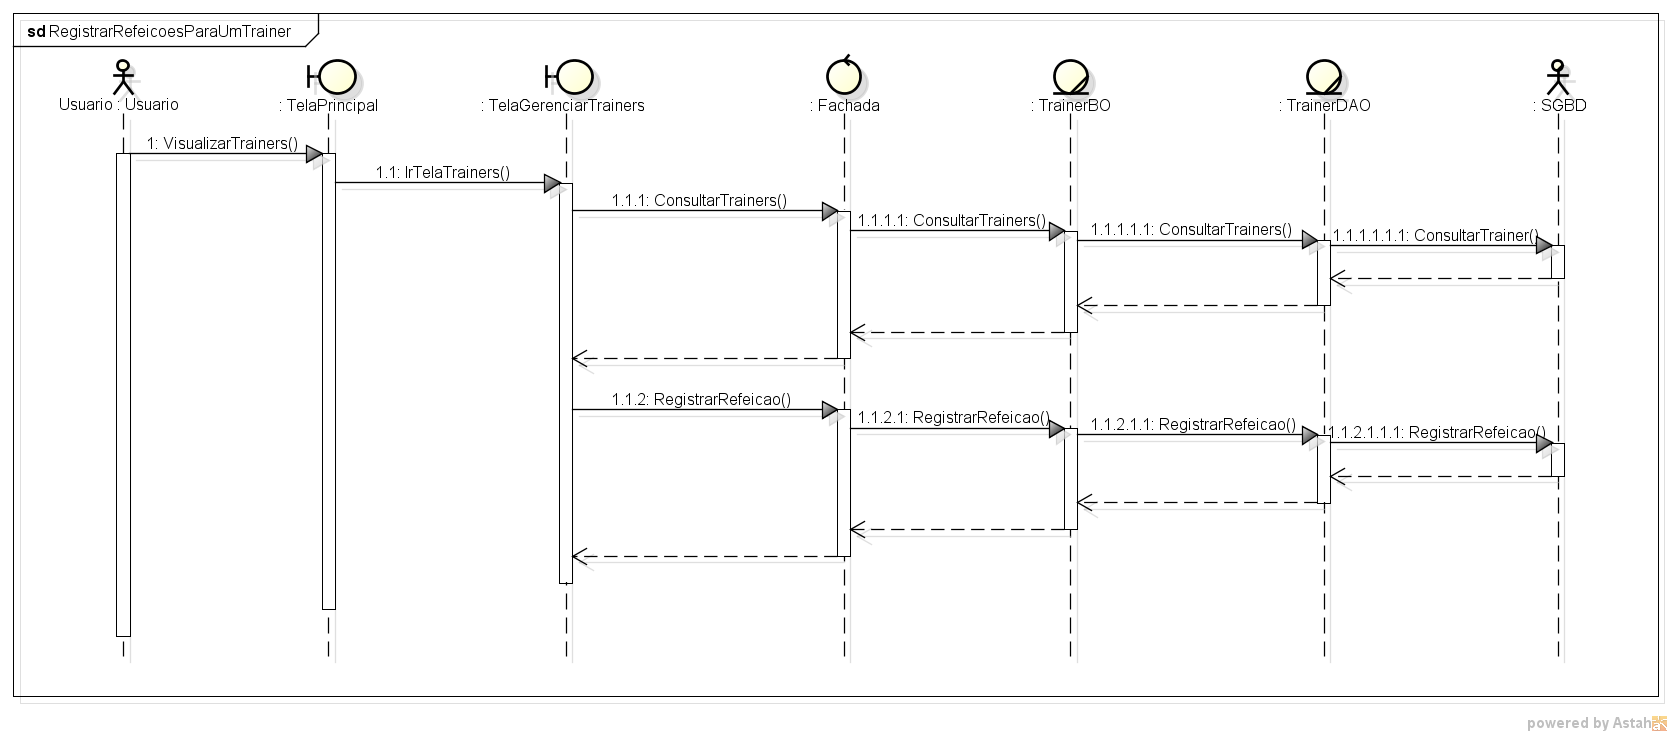 sd RegistrarRefeicoesParaUmTrainer
Usuario : Usuario
: TelaPrincipal
: TelaGerenciarTrainers
: Fachada
: TrainerBO
: TrainerDAO
: SGBD
1: VisualizarTrainers()
1.1: IrTelaTrainers()
1.1.1: ConsultarTrainers()
1.1.1.1: ConsultarTrainers()
1.1.1.1.1: ConsultarTrainers()
1.1.1.1.1.1: ConsultarTrainer()
1.1.2: RegistrarRefeicao()
1.1.2.1: RegistrarRefeicao()
1.1.2.1.1: RegistrarRefeicao()
1.1.2.1.1.1: RegistrarRefeicao()
powered by Astah